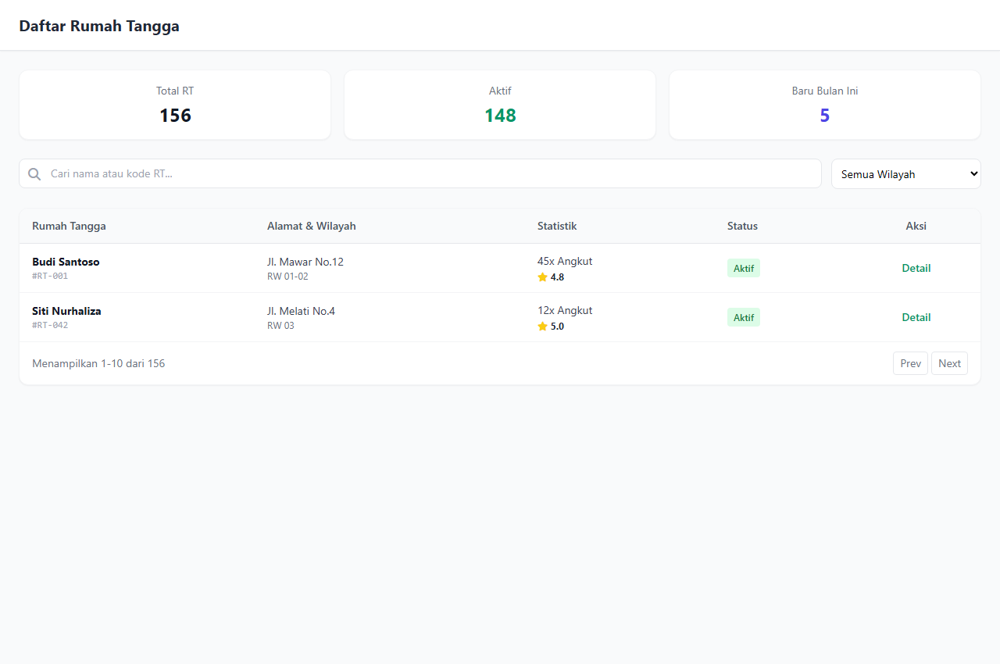 Daftar Rumah Tangga
Total RT
156
Aktif
148
Baru Bulan Ini
5
Cari nama atau kode RT...
Semua Wilayah
Rumah Tangga Alamat & Wilayah Statistik Status Aksi
Budi Santoso Jl. Mawar No.12 45x Angkut Aktif Detail
#RT-001 RW 01-02 4.8
Siti Nurhaliza Jl. Melati No.4 12x Angkut Aktif Detail
#RT-042 RW 03 5.0
Menampilkan 1-10 dari 156 Prev Next